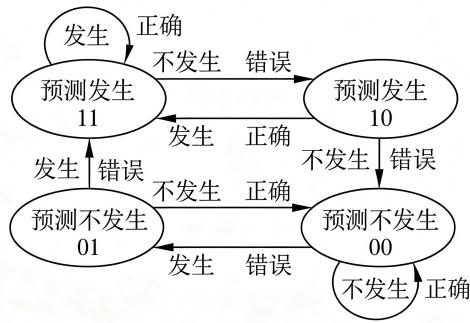 发生 正确
不发生 错误
预测发生
11
预测发生
10
发生 正确
发生 错误
不发生 错误
不发生 正确
预测不发生
01
预测不发生
00
发生 错误
不发生 正确